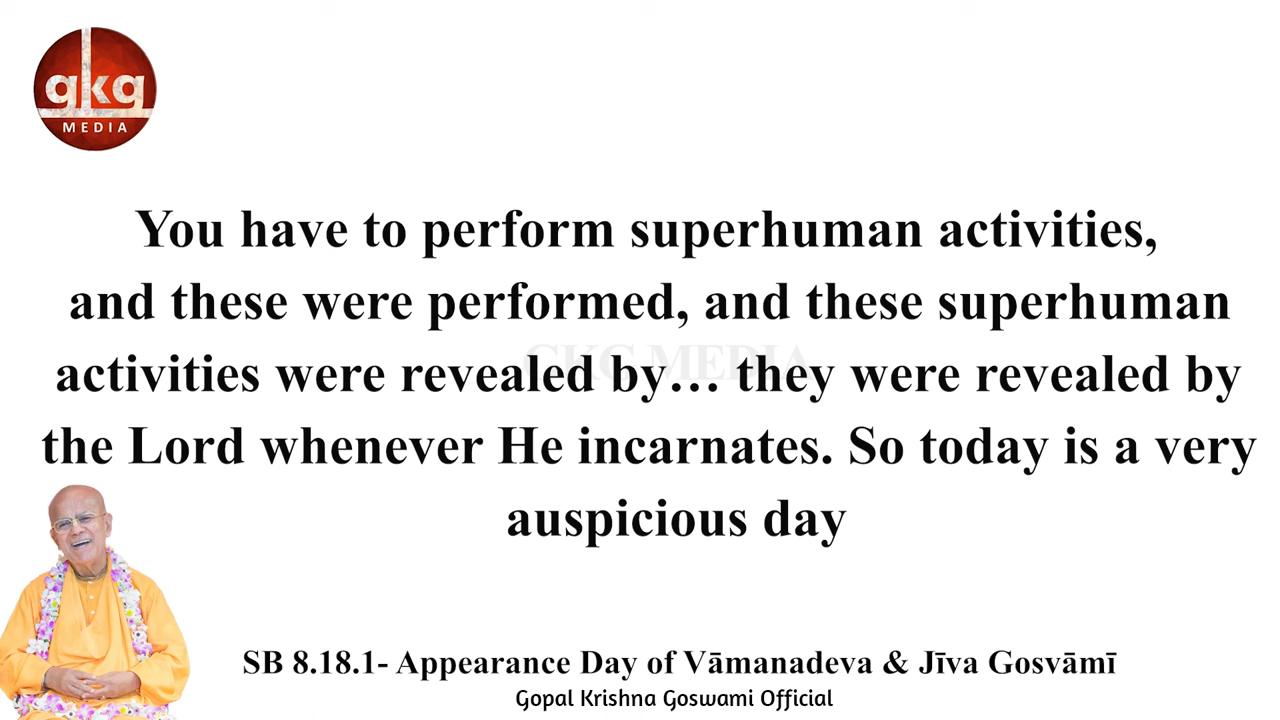 gkg
MEDIA
You have to perform superhuman activities,
and these were performed, and these superhuman
GKG MEDIA
activities were revealed by… they were revealed by
the Lord whenever He incarnates. So today is a very
auspicious day
SB 8.18.1- Appearance Day of Vāmanadeva & Jīva Gosvāmī
Gopal Krishna Goswami Official